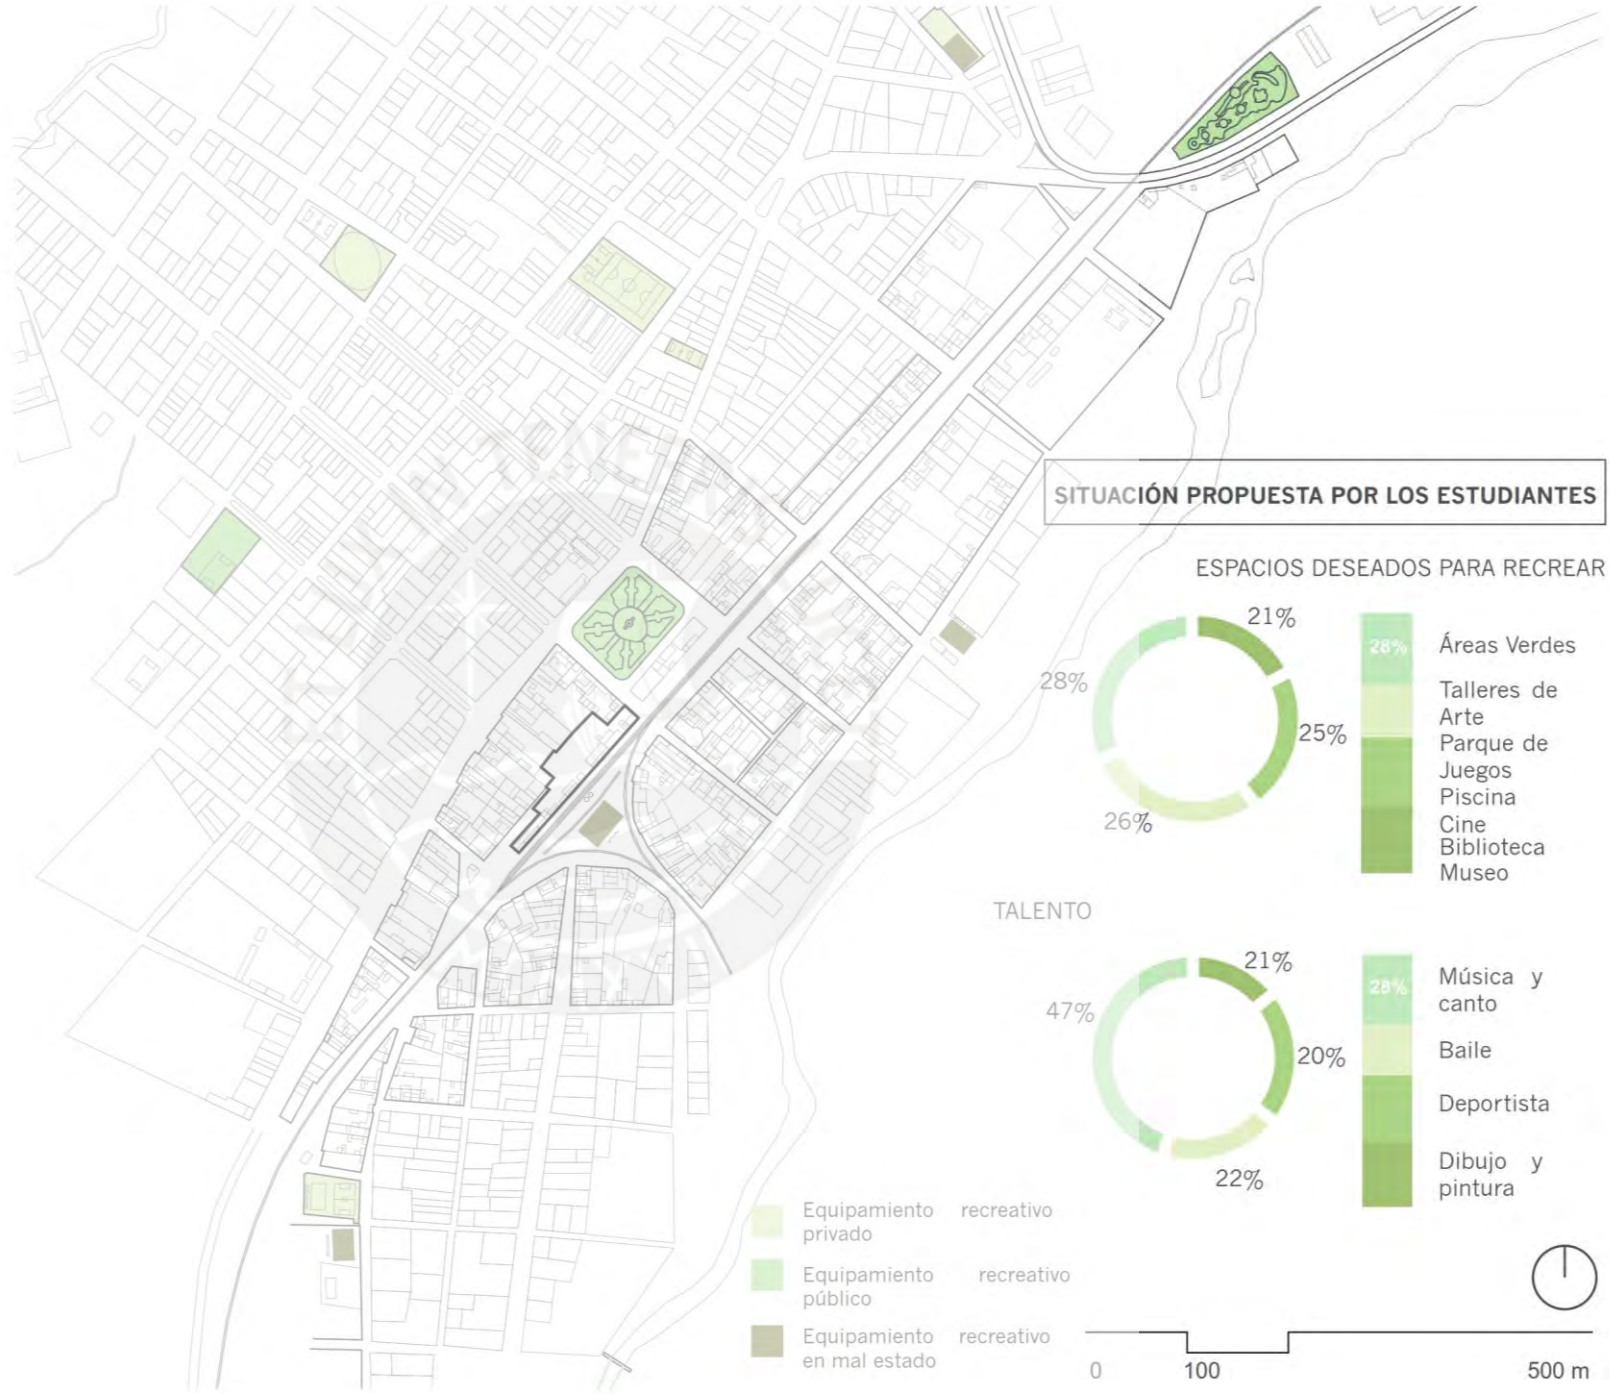 SITUACIÓN PROPUESTA POR LOS ESTUDIANTES
ESPACIOS DESEADOS PARA RECREAR
21%
28%
25%
26%
28%
Áreas Verdes
Talleres de
Arte
Parque de
Juegos
Piscina
Cine
Biblioteca
Museo
TALENTO
21%
47%
20%
22%
28%
Música y
canto
Baile
Deportista
Dibujo y
pintura
Equipamiento recreativo
privado
Equipamiento recreativo
público
Equipamiento recreativo
en mal estado
0 100 500 m